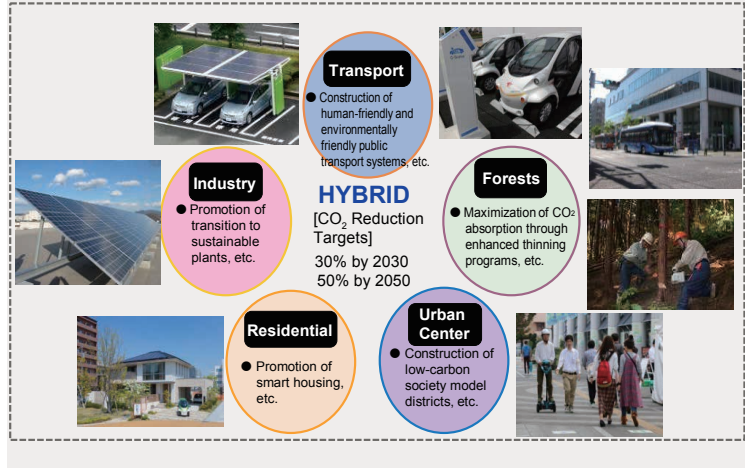 Transport
● Construction of
human-friendly and
environmentally
friendly public
transport systems, etc.
Industry
● Promotion of
transition to
sustainable
plants, etc.
HYBRID
[CO₂ Reduction
Targets]
30% by 2030
50% by 2050
Forests
● Maximization of CO₂
absorption through
enhanced thinning
programs, etc.
Residential
● Promotion of
smart housing,
etc.
Urban
Center
● Construction of
low-carbon
society model
districts, etc.